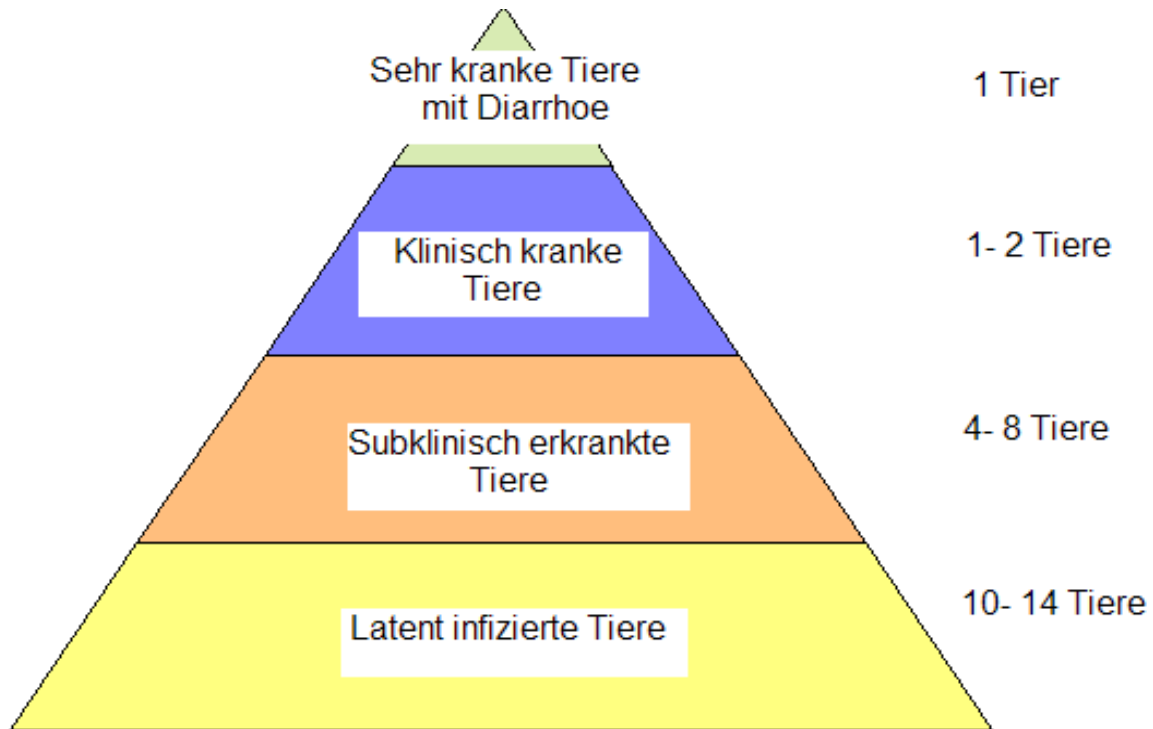 Sehr kranke Tiere
mit Diarrhoe
1 Tier
Klinisch kranke
Tiere
1- 2 Tiere
Subklinisch erkrankte
Tiere
4- 8 Tiere
Latent infizierte Tiere
10- 14 Tiere